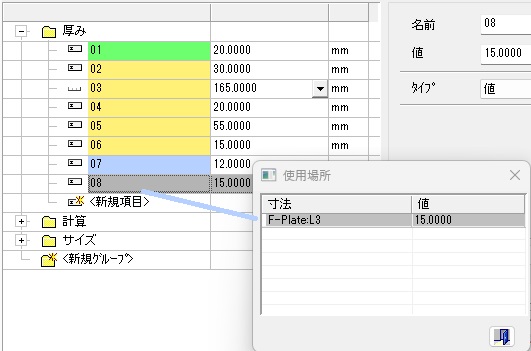 厚み
01 20.0000 mm
02 30.0000 mm
03 165.0000 mm
04 20.0000 mm
05 55.0000 mm
06 15.0000 mm
07 12.0000
08 15.0000
<新規項目>
計算
サイズ
<新規グループ>
名前 08
値 15.0000
タイプ 値
使用場所
寸法 値
F-Plate:L3 15.0000